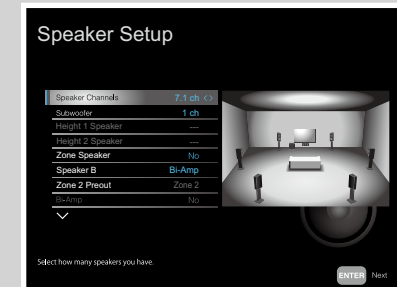 Speaker Setup
Speaker Channels 7.1 ch <>
Subwoofer 1 ch
Height 1 Speaker ---
Height 2 Speaker ---
Zone Speaker No
Speaker B Bi-Amp
Zone 2 Preout Zone 2
Bi-Amp No
Select how many speakers you have.
ENTER Next